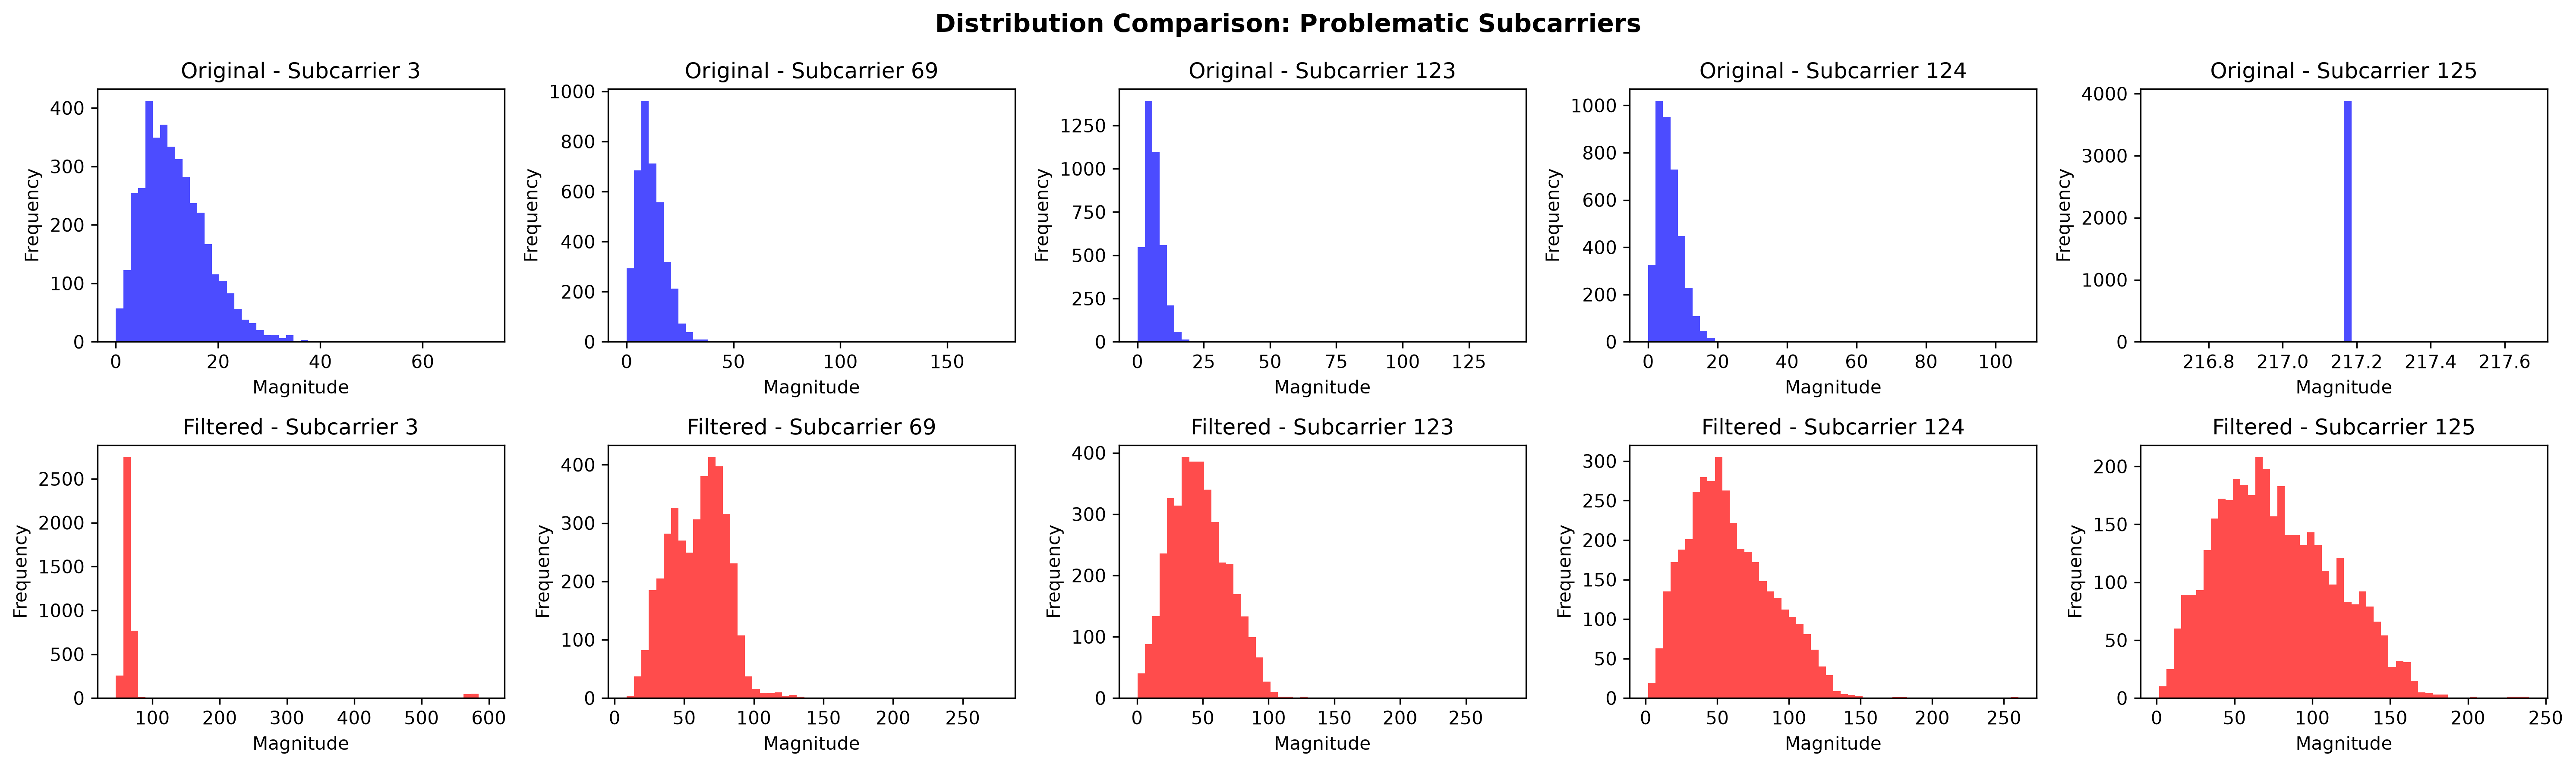 Distribution Comparison: Problematic Subcarriers
Original - Subcarrier 3
Frequency
400
300
200
100
0
0 20 40 60
Magnitude
Original - Subcarrier 69
Frequency
1000
800
600
400
200
0
0 50 100 150
Magnitude
Original - Subcarrier 123
Frequency
1250
1000
750
500
250
0
0 25 50 75 100 125
Magnitude
Original - Subcarrier 124
Frequency
1000
800
600
400
200
0
0 20 40 60 80 100
Magnitude
Original - Subcarrier 125
Frequency
4000
3000
2000
1000
0
216.8 217.0 217.2 217.4 217.6
Magnitude
Filtered - Subcarrier 3
Frequency
2500
2000
1500
1000
500
0
100 200 300 400 500 600
Magnitude
Filtered - Subcarrier 69
Frequency
400
300
200
100
0
0 50 100 150 200 250
Magnitude
Filtered - Subcarrier 123
Frequency
400
300
200
100
0
0 50 100 150 200 250
Magnitude
Filtered - Subcarrier 124
Frequency
300
250
200
150
100
50
0
0 50 100 150 200 250
Magnitude
Filtered - Subcarrier 125
Frequency
200
150
100
50
0
0 50 100 150 200 250
Magnitude